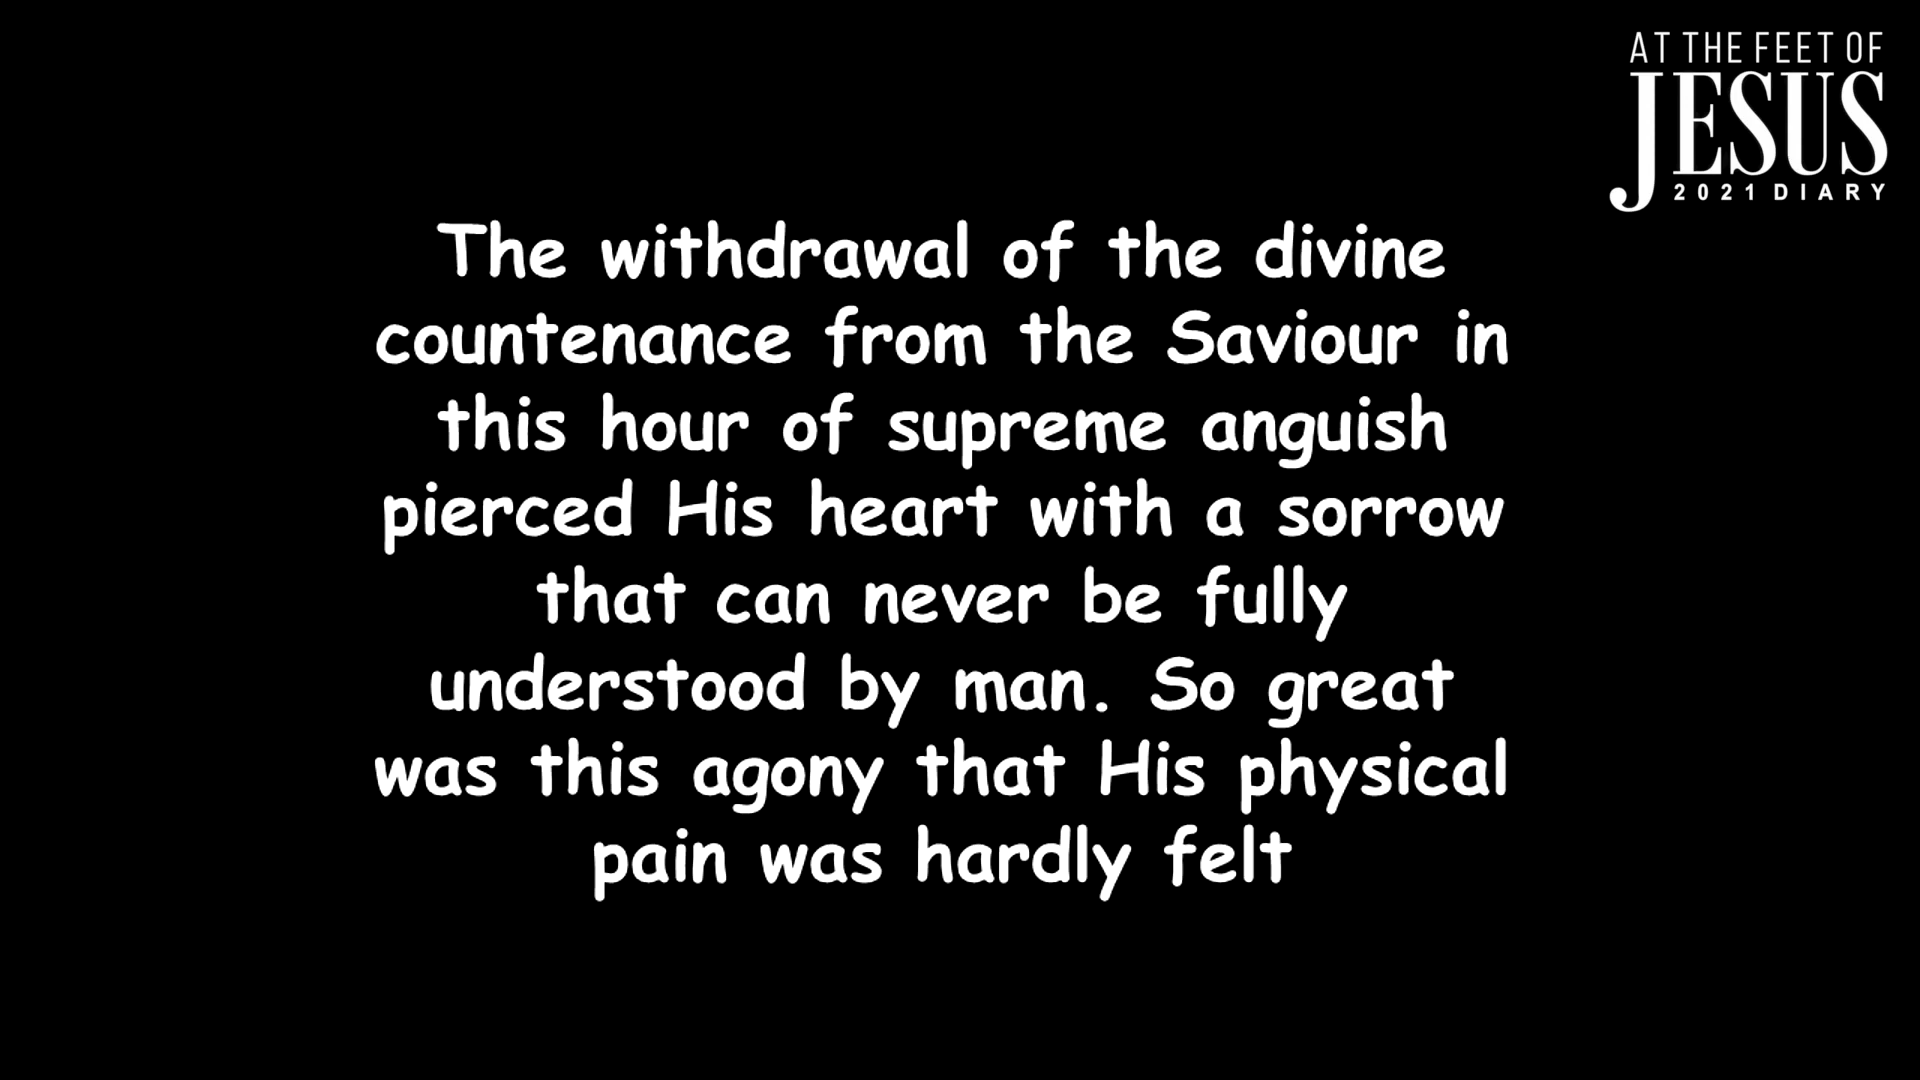 AT THE FEET OF
JESUS
2021 DIARY
The withdrawal of the divine
countenance from the Saviour in
this hour of supreme anguish
pierced His heart with a sorrow
that can never be fully
understood by man. So great
was this agony that His physical
pain was hardly felt